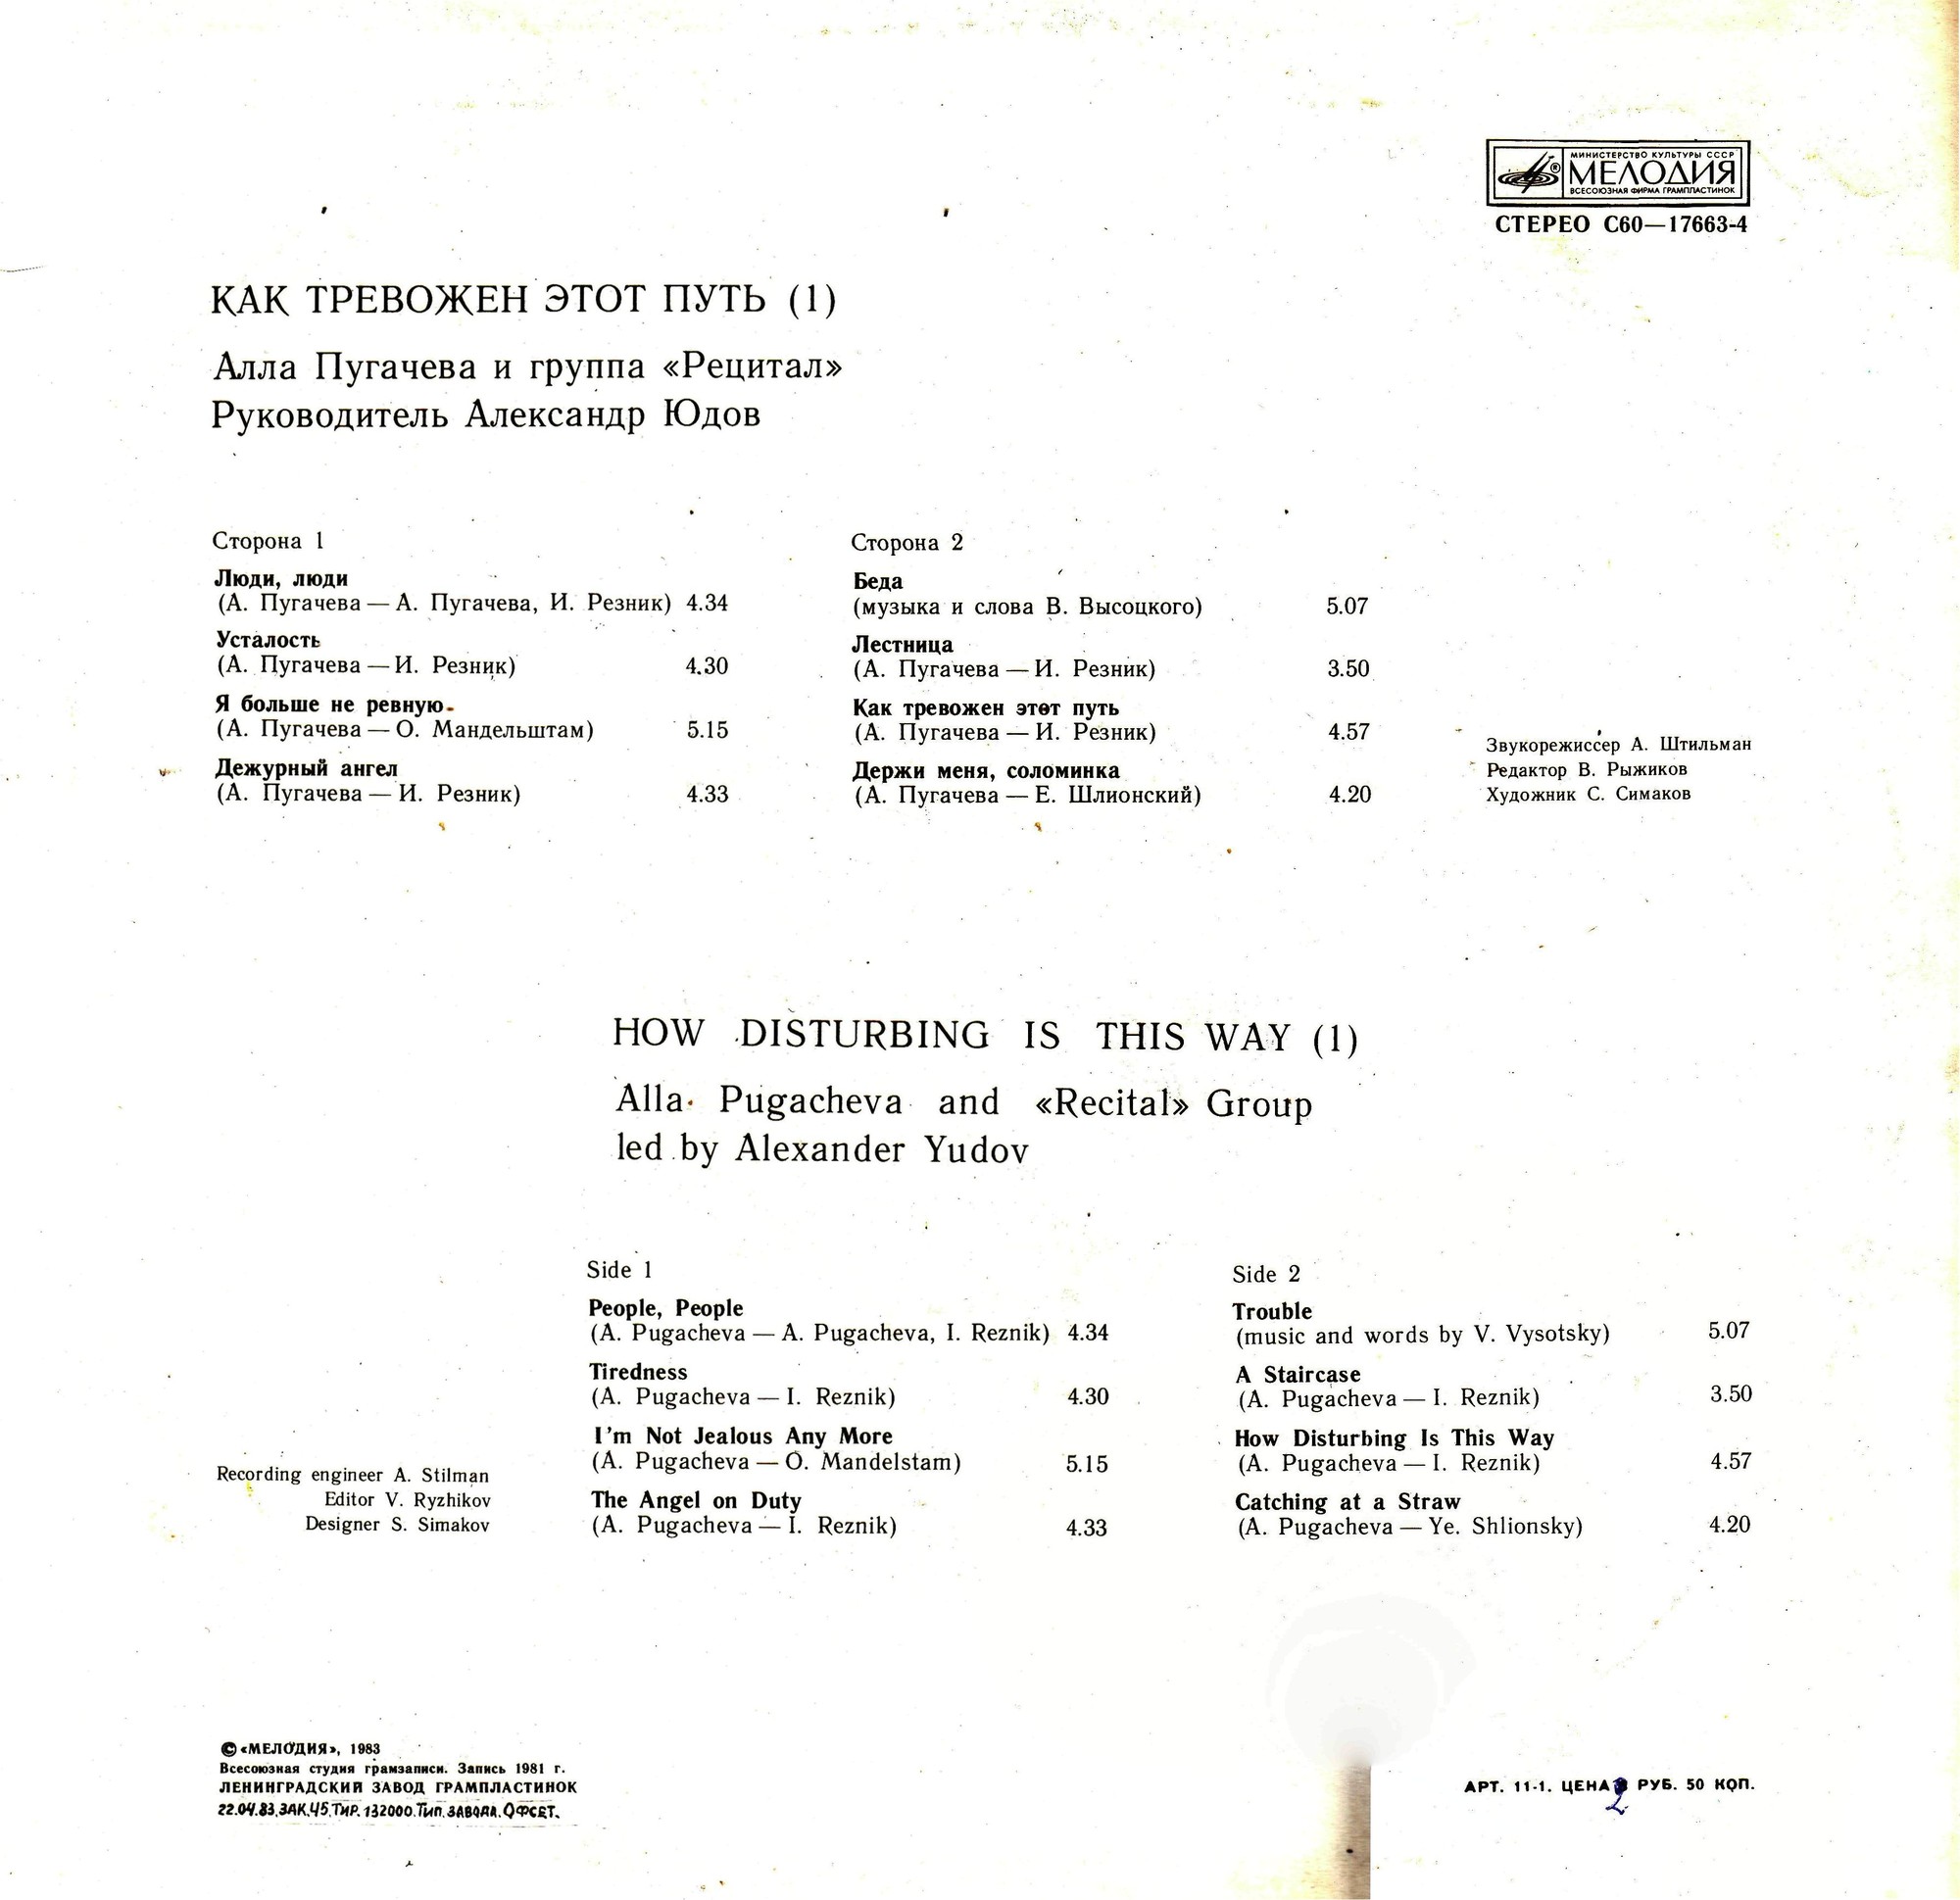 МИНИСТЕРСТВО КУЛЬТУРЫ СССР
МЕЛОДИЯ
ВСЕСОЮЗНАЯ ФИРМА ГРАМПЛАСТИНОК
СТЕРЕО С60—17663-4
КАК ТРЕВОЖЕН ЭТОТ ПУТЬ (1)
Алла Пугачева и группа «Рецитал»
Руководитель Александр Юдов
Сторона 1
Люди, люди
(А. Пугачева — А. Пугачева, И. Резник) 4.34
Усталость
(А. Пугачева — И. Резник) 4.30
Я больше не ревную
(А. Пугачева — О. Мандельштам) 5.15
Дежурный ангел
(А. Пугачева — И. Резник) 4.33
Сторона 2
Беда
(музыка и слова В. Высоцкого) 5.07
Лестница
(А. Пугачева — И. Резник) 3.50
Как тревожен этот путь
(А. Пугачева — И. Резник) 4.57
Держи меня, соломинка
(А. Пугачева — Е. Шлионский) 4.20
Звукорежиссер А. Штильман
Редактор В. Рыжиков
Художник С. Симаков
HOW DISTURBING IS THIS WAY (1)
Alla Pugacheva and «Recital» Group
led by Alexander Yudov
Side 1
People, People
(A. Pugacheva — A. Pugacheva, I. Reznik) 4.34
Tiredness
(A. Pugacheva — I. Reznik) 4.30
I'm Not Jealous Any More
(A. Pugacheva — O. Mandelstam) 5.15
The Angel on Duty
(A. Pugacheva — I. Reznik) 4.33
Side 2
Trouble
(music and words by V. Vysotsky) 5.07
A Staircase
(A. Pugacheva — I. Reznik) 3.50
How Disturbing Is This Way
(A. Pugacheva — I. Reznik) 4.57
Catching at a Straw
(A. Pugacheva — Ye. Shlionsky) 4.20
Recording engineer A. Stilman
Editor V. Ryzhikov
Designer S. Simakov
© «МЕЛОДИЯ», 1983
Всесоюзная студия грамзаписи. Запись 1981 г.
ЛЕНИНГРАДСКИЙ ЗАВОД ГРАМПЛАСТИНОК
22.04.83.ЗАК.45.ТИР.132000.ТИП.ЗАВОДА.ОФСЕТ.
АРТ. 11-1. ЦЕНА 2 РУБ. 50 КОП.